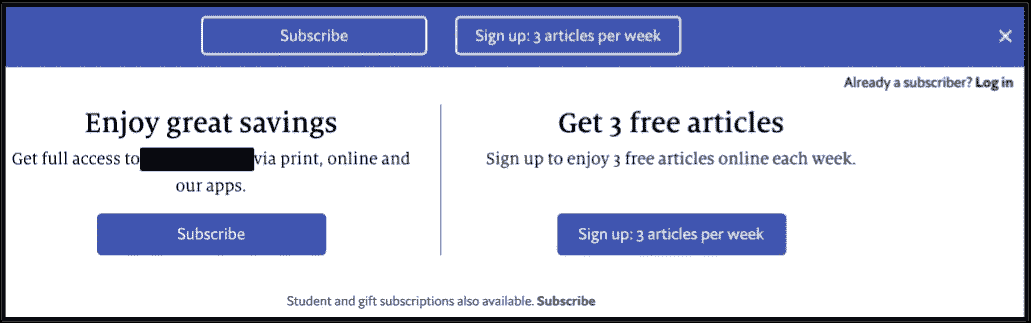 Subscribe
Sign up: 3 articles per week
×
Already a subscriber? Log in
Enjoy great savings
Get full access to via print, online and
our apps.
Subscribe
Get 3 free articles
Sign up to enjoy 3 free articles online each week.
Sign up: 3 articles per week
Student and gift subscriptions also available. Subscribe